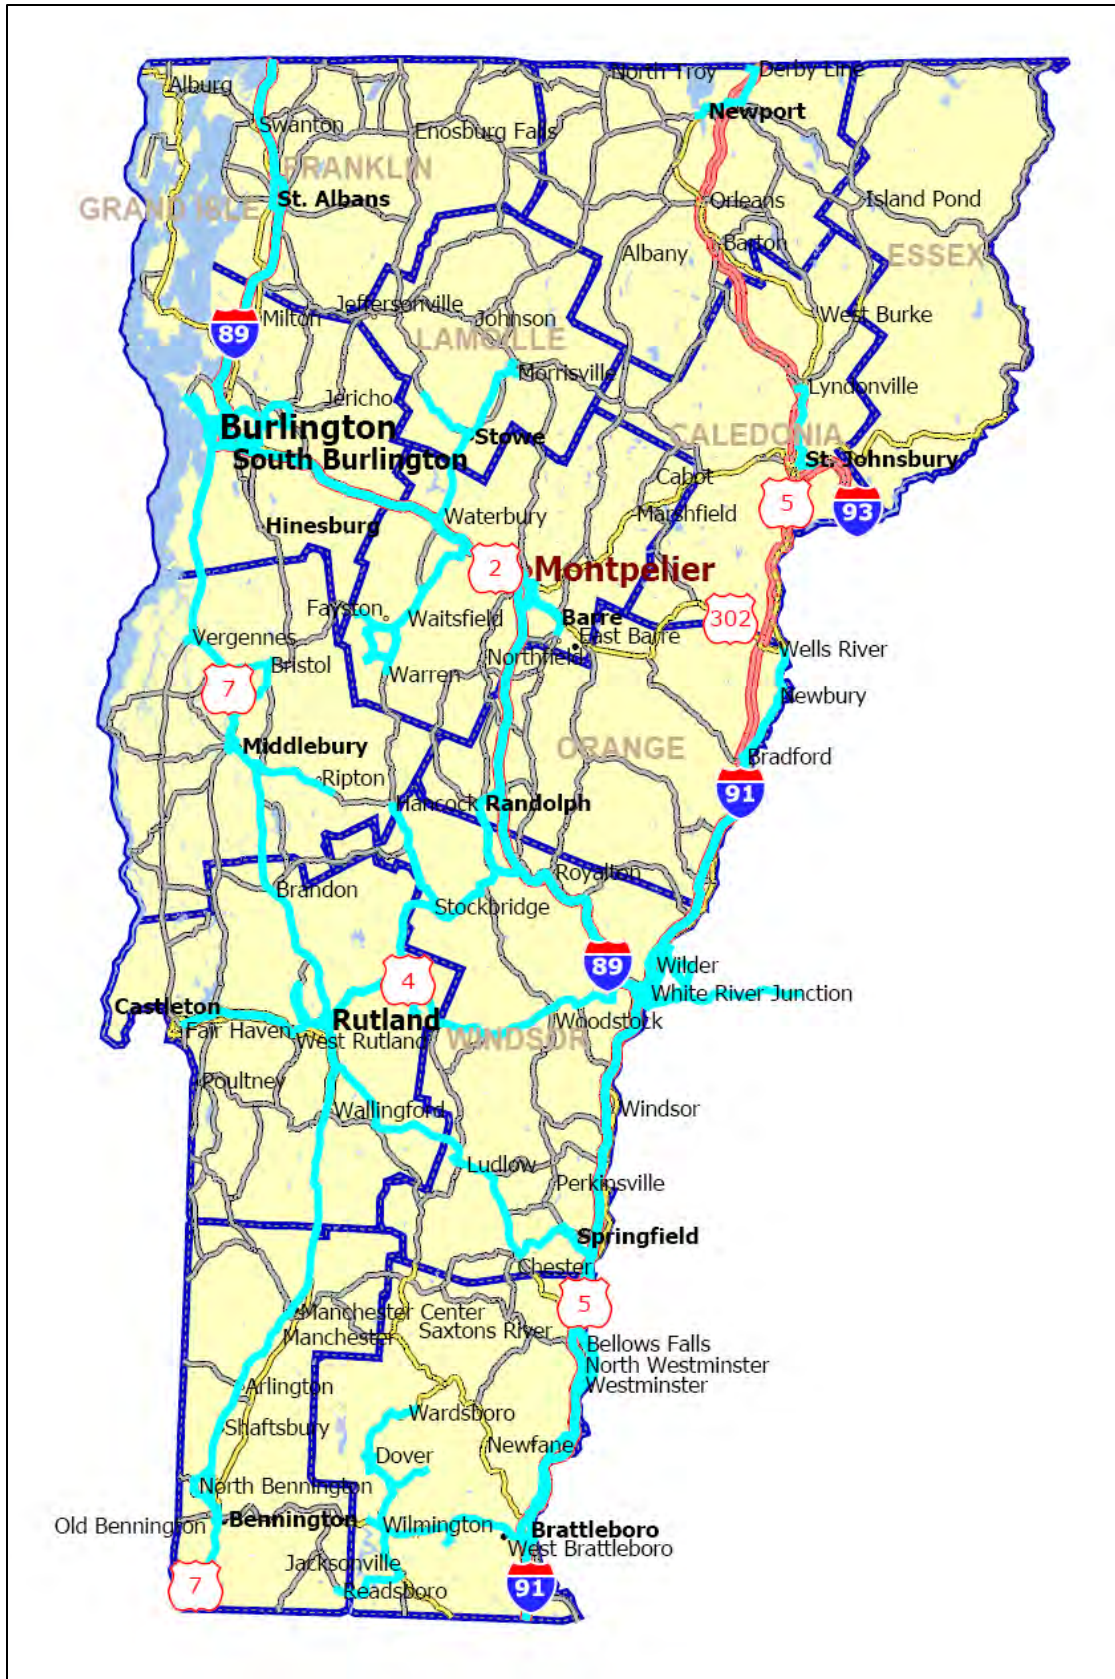 North Troy
Derby Line
Alburg
Newport
Swanton
Enosburg Falls
FRANKLIN
St. Albans
Orleans
Island Pond
GRAND ISLE
Barton
Albany
ESSEX
Jeffersonville
Milton
Johnson
West Burke
89
LAMOILLE
Morrisville
Lyndonville
Jericho
Burlington
Stowe
CALEDONIA
South Burlington
St. Johnsbury
Cabot
5
93
Waterbury
Marshfield
Hinesburg
2
Montpelier
Fayston
Waitsfield
Barre
302
East Barre
Vergennes
Wells River
Northfield
Bristol
Warren
7
Newbury
Middlebury
ORANGE
Bradford
Ripton
91
Hancock
Randolph
Royalton
Brandon
Stockbridge
89
Wilder
4
White River Junction
Castleton
Rutland
Woodstock
Fair Haven
West Rutland
WINDSOR
Poultney
Wallingford
Windsor
Ludlow
Perkinsville
Springfield
Chester
5
Manchester Center
Saxtons River
Manchester
Bellows Falls
North Westminster
Westminster
Arlington
Wardsboro
Shaftsbury
Newfane
Dover
North Bennington
Old Bennington
Bennington
Wilmington
Brattleboro
West Brattleboro
Jacksonville
7
Readsboro
91